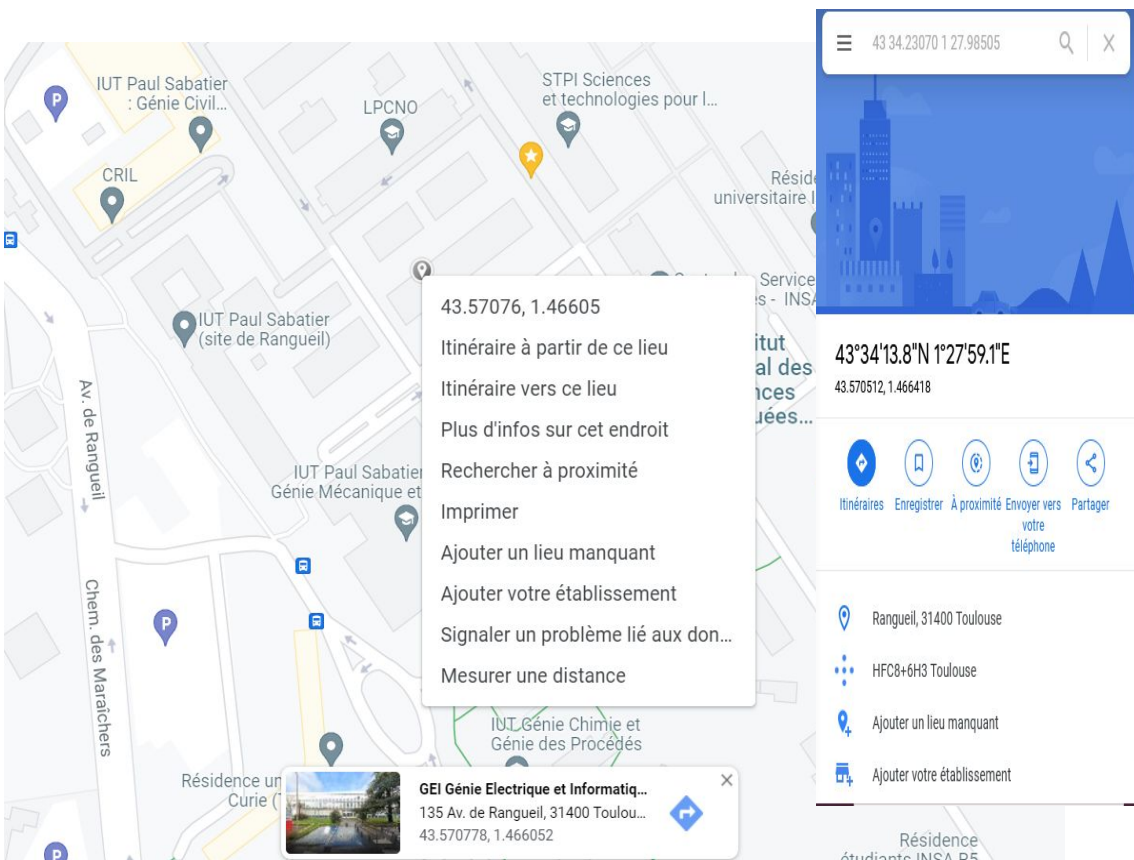 IUT Paul Sabatier
: Génie Civil...
CRIL
LPCNO
STPI Sciences
et technologies pour l...
P
Réside
universitaire I
Service
s - INSA
IUT Paul Sabatier
(site de Rangueil)
itut
al des
nces
uées...
Av. de Rangueil
IUT Paul Sabatier
Génie Mécanique et
Chem. des Maraîchers
P
IUT Génie Chimie et
Génie des Procédés
Résidence un
Curie (
P
Résidence
étudiants INSA R5
43.57076, 1.46605
Itinéraire à partir de ce lieu
Itinéraire vers ce lieu
Plus d'infos sur cet endroit
Rechercher à proximité
Imprimer
Ajouter un lieu manquant
Ajouter votre établissement
Signaler un problème lié aux don...
Mesurer une distance
GEI Génie Electrique et Informatiq...
135 Av. de Rangueil, 31400 Toulou...
43.570778, 1.466052
43 34.23070 1 27.98505
43°34'13.8"N 1°27'59.1"E
43.570512, 1.466418
Itinéraires
Enregistrer
À proximité
Envoyer vers
votre
téléphone
Partager
Rangueil, 31400 Toulouse
HFC8+6H3 Toulouse
Ajouter un lieu manquant
Ajouter votre établissement